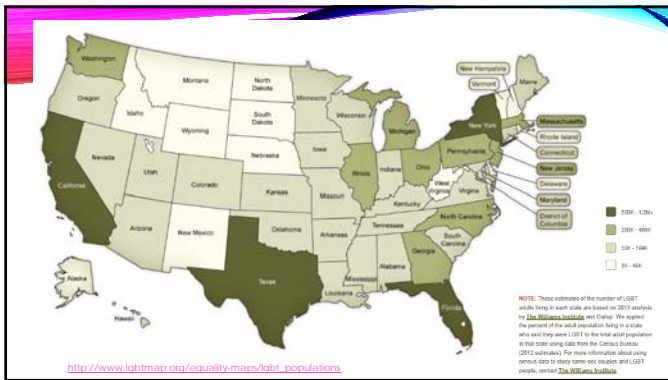 Washington
Oregon
California
Nevada
Idaho
Montana
Wyoming
Utah
Arizona
Colorado
New Mexico
North
Dakota
South
Dakota
Nebraska
Kansas
Oklahoma
Texas
Minnesota
Iowa
Missouri
Arkansas
Louisiana
Wisconsin
Illinois
Michigan
Indiana
Ohio
Kentucky
Tennessee
Mississippi
Alabama
Georgia
Florida
South
Carolina
North Carolina
Virginia
West
Virginia
Pennsylvania
New York
Maine
New Hampshire
Vermont
Massachusetts
Rhode Island
Connecticut
New Jersey
Delaware
Maryland
District of
Columbia
Alaska
Hawaii
200K - 499K
50K - 199K
NOTE: These estimates of the number of LGBT
adults living in each state are based on 2013 analysis
by The Williams Institute and Gallup. We applied
the percent of the adult population living in a state
who said they were LGBT to the total adult population
in that state using data from the Census Bureau
(2012 estimates). For more information about using
census data to study same-sex couples and LGBT
people, contact The Williams Institute.
http://www.lgbtmap.org/equality-maps/lgbt_populations